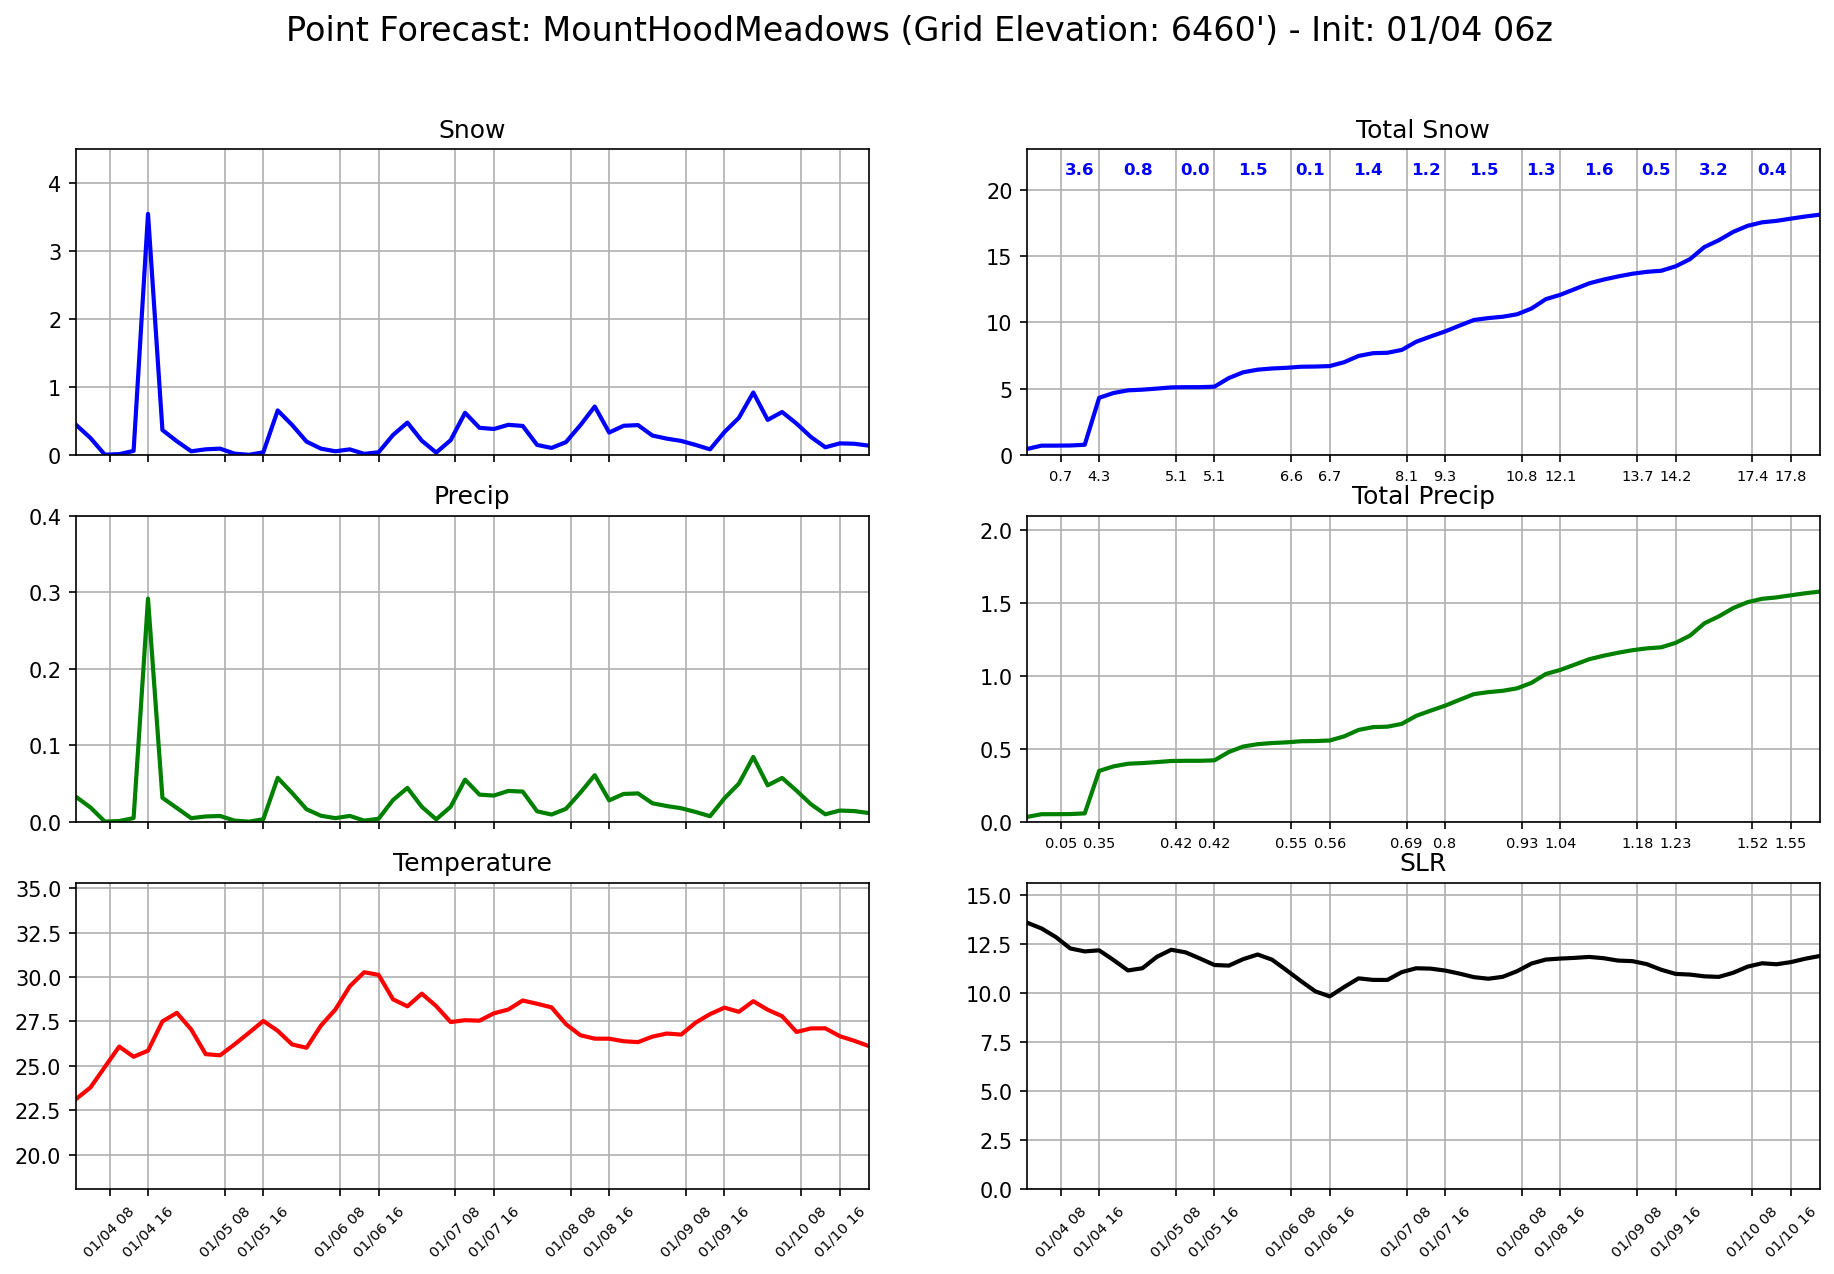 Point Forecast: MountHoodMeadows (Grid Elevation: 6460') - Init: 01/04 06z
Snow
4
3
2
1
0
Total Snow
3.6 0.8 0.0 1.5 0.1 1.4 1.2 1.5 1.3 1.6 0.5 3.2 0.4
20
15
10
5
0
0.7 4.3 5.1 5.1 6.6 6.7 8.1 9.3 10.8 12.1 13.7 14.2 17.4 17.8
Precip
0.4
0.3
0.2
0.1
0.0
Total Precip
2.0
1.5
1.0
0.5
0.0
0.05 0.35 0.42 0.42 0.55 0.56 0.69 0.8 0.93 1.04 1.18 1.23 1.52 1.55
Temperature
35.0
32.5
30.0
27.5
25.0
22.5
20.0
01/04 08 01/04 16 01/05 08 01/05 16 01/06 08 01/06 16 01/07 08 01/07 16 01/08 08 01/08 16 01/09 08 01/09 16 01/10 08 01/10 16
SLR
15.0
12.5
10.0
7.5
5.0
2.5
0.0
01/04 08 01/04 16 01/05 08 01/05 16 01/06 08 01/06 16 01/07 08 01/07 16 01/08 08 01/08 16 01/09 08 01/09 16 01/10 08 01/10 16